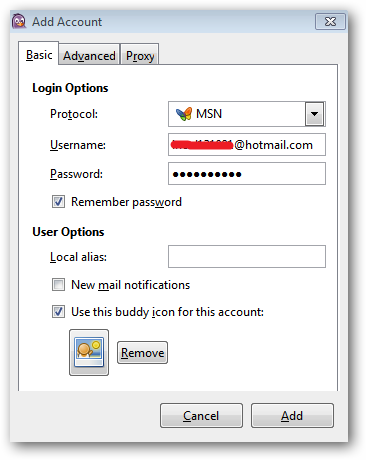 Add Account
Basic Advanced Proxy
Login Options
Protocol: MSN
Username: @hotmail.com
Password: ●●●●●●●●●●
Remember password
User Options
Local alias:
New mail notifications
Use this buddy icon for this account:
Remove
Cancel Add